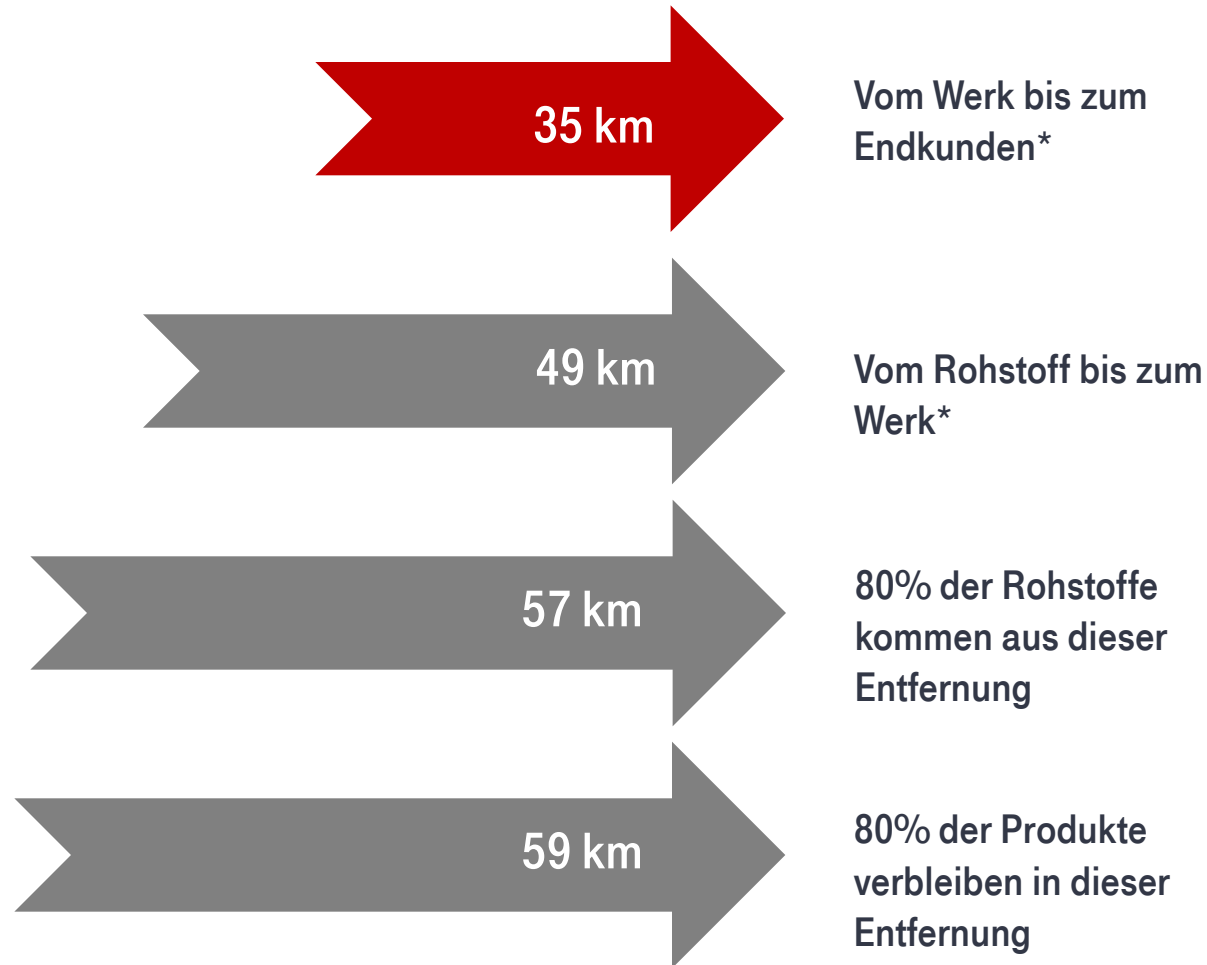 35 km
Vom Werk bis zum
Endkunden*
49 km
Vom Rohstoff bis zum
Werk*
57 km
80% der Rohstoffe
kommen aus dieser
Entfernung
59 km
80% der Produkte
verbleiben in dieser
Entfernung